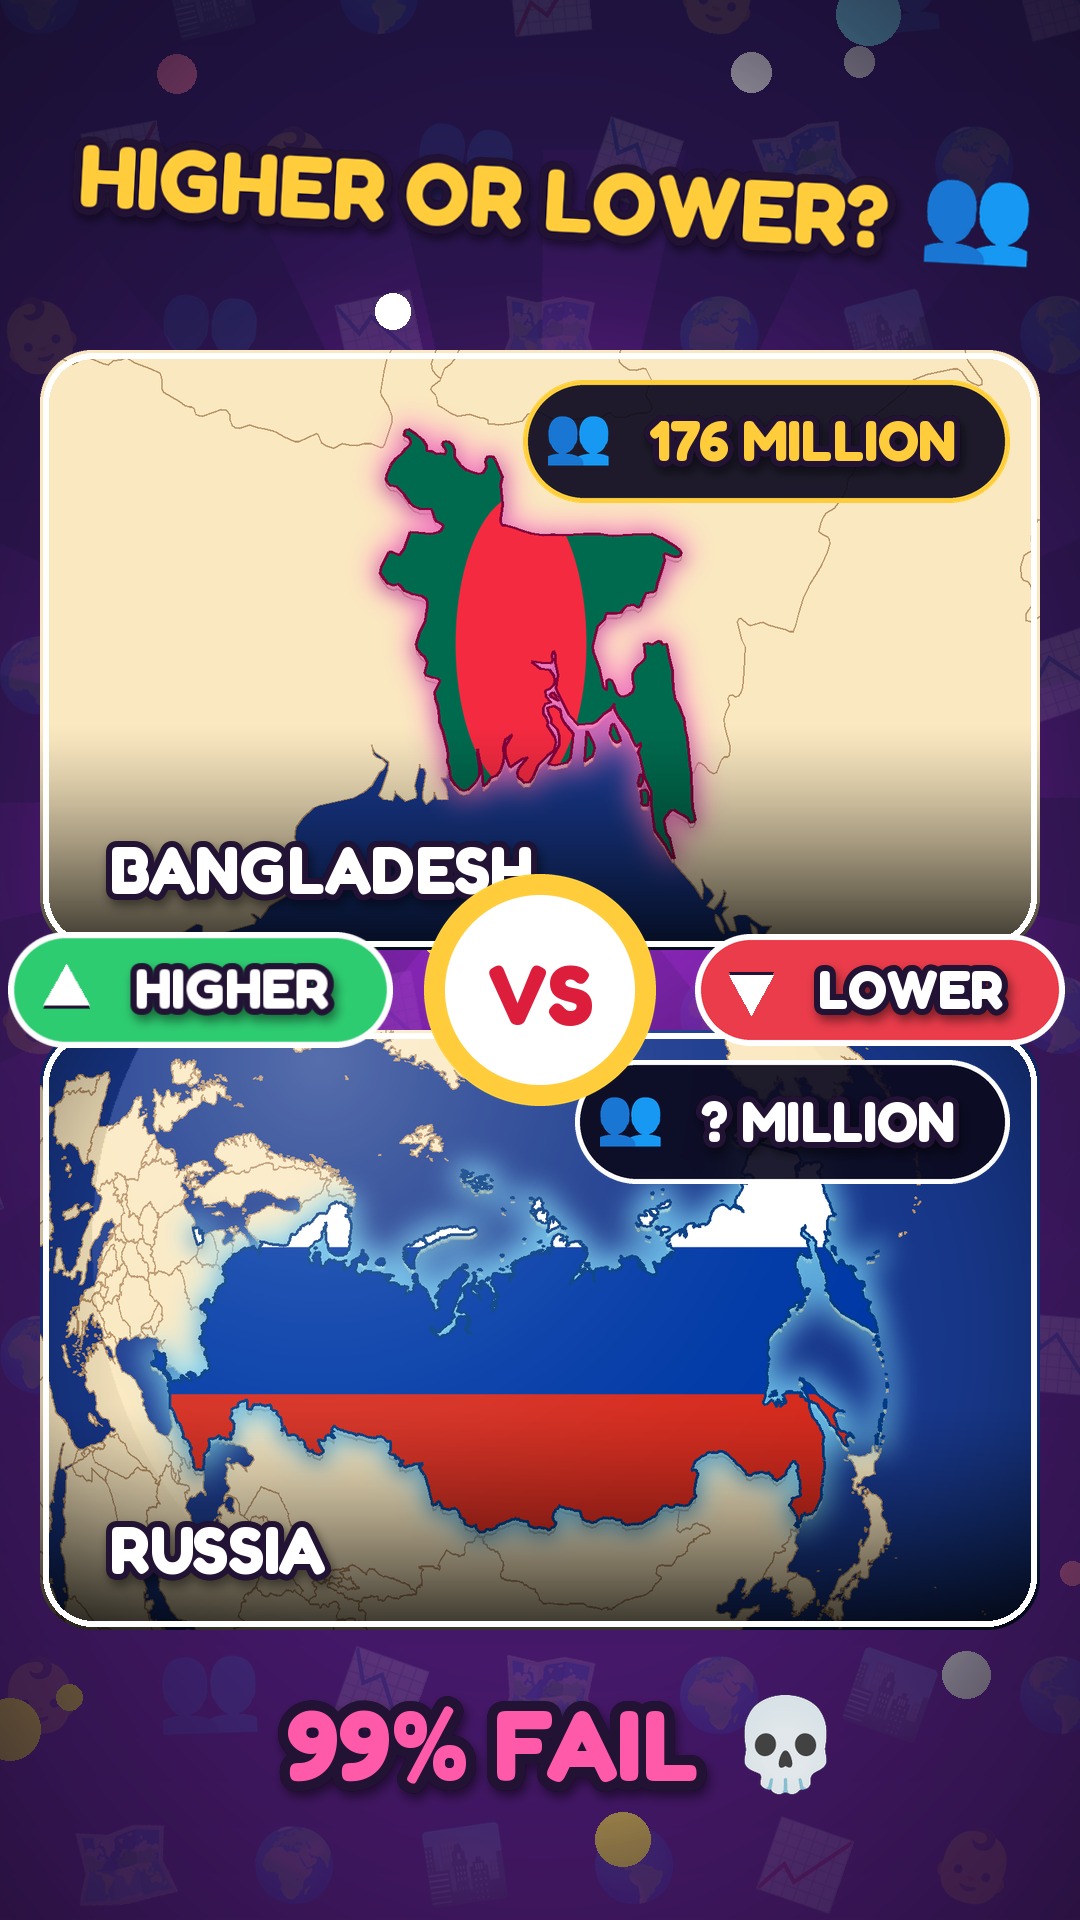 HIGHER OR LOWER?
176 MILLION
BANGLADESH
HIGHER
VS
LOWER
? MILLION
RUSSIA
99% FAIL